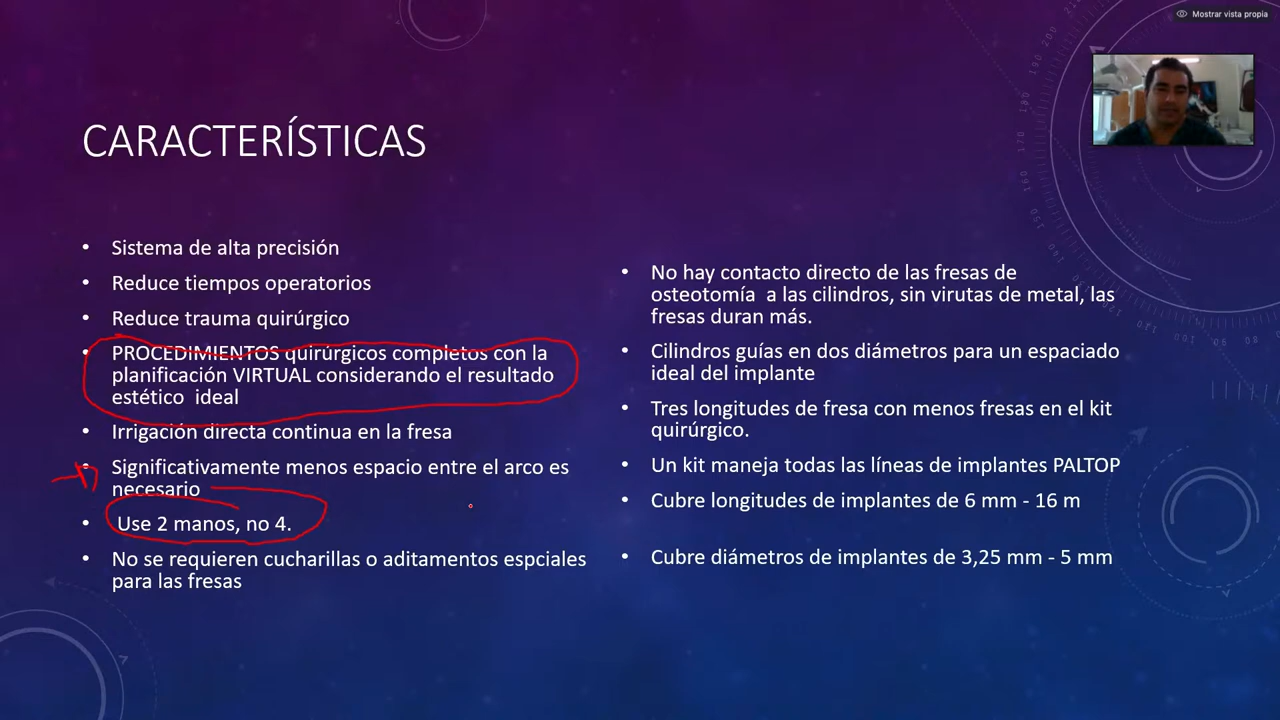 Mostrar vista propia
CARACTERÍSTICAS
• Sistema de alta precisión
• Reduce tiempos operatorios
• Reduce trauma quirúrgico
• PROCEDIMIENTOS quirúrgicos completos con la
planificación VIRTUAL considerando el resultado
estético  ideal
• Irrigación directa continua en la fresa
• Significativamente menos espacio entre el arco es
necesario
• Use 2 manos, no 4.
• No se requieren cucharillas o aditamentos espciales
para las fresas
• No hay contacto directo de las fresas de
osteotomía  a las cilindros, sin virutas de metal, las
fresas duran más.
• Cilindros guías en dos diámetros para un espaciado
ideal del implante
• Tres longitudes de fresa con menos fresas en el kit
quirúrgico.
• Un kit maneja todas las líneas de implantes PALTOP
• Cubre longitudes de implantes de 6 mm - 16 m
• Cubre diámetros de implantes de 3,25 mm - 5 mm